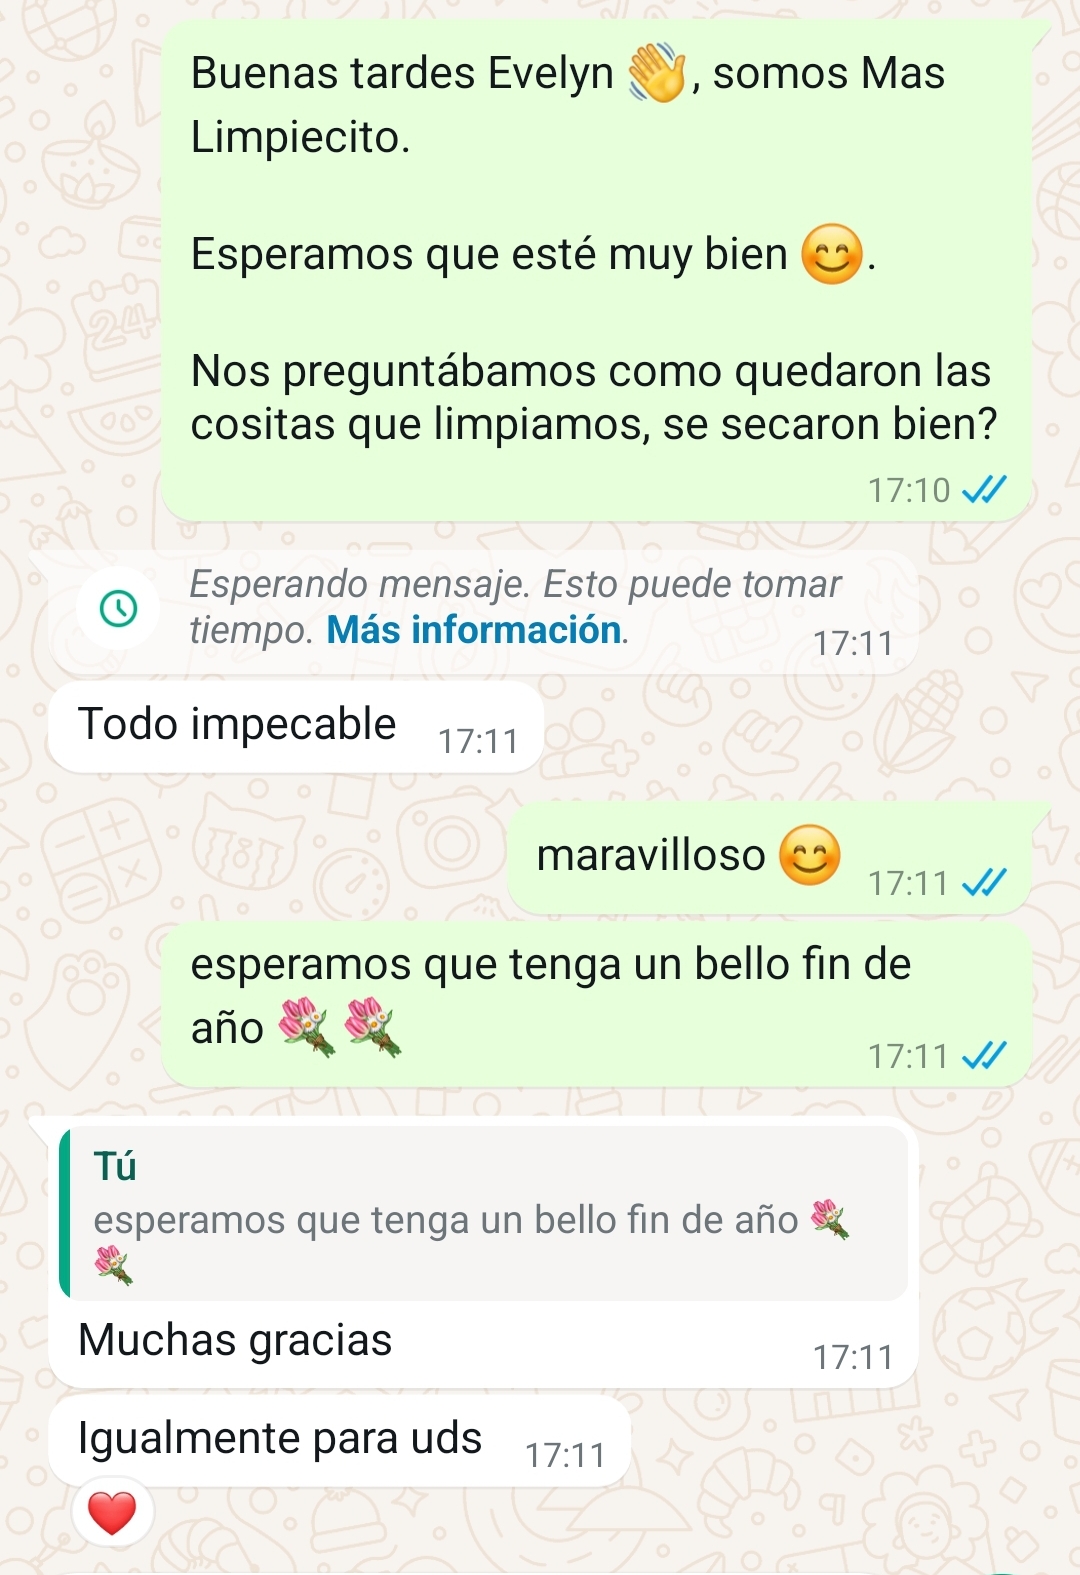 Buenas tardes Evelyn 👋, somos Mas
Limpiecito.
Esperamos que esté muy bien 😊.
Nos preguntábamos como quedaron las
cositas que limpiamos, se secaron bien?
17:10
Esperando mensaje. Esto puede tomar
tiempo. Más información.
17:11
Todo impecable 17:11
maravilloso 😊 17:11
esperamos que tenga un bello fin de
año 💐 💐
17:11
Tú
esperamos que tenga un bello fin de año 💐
💐
Muchas gracias
17:11
Igualmente para uds 17:11
❤️